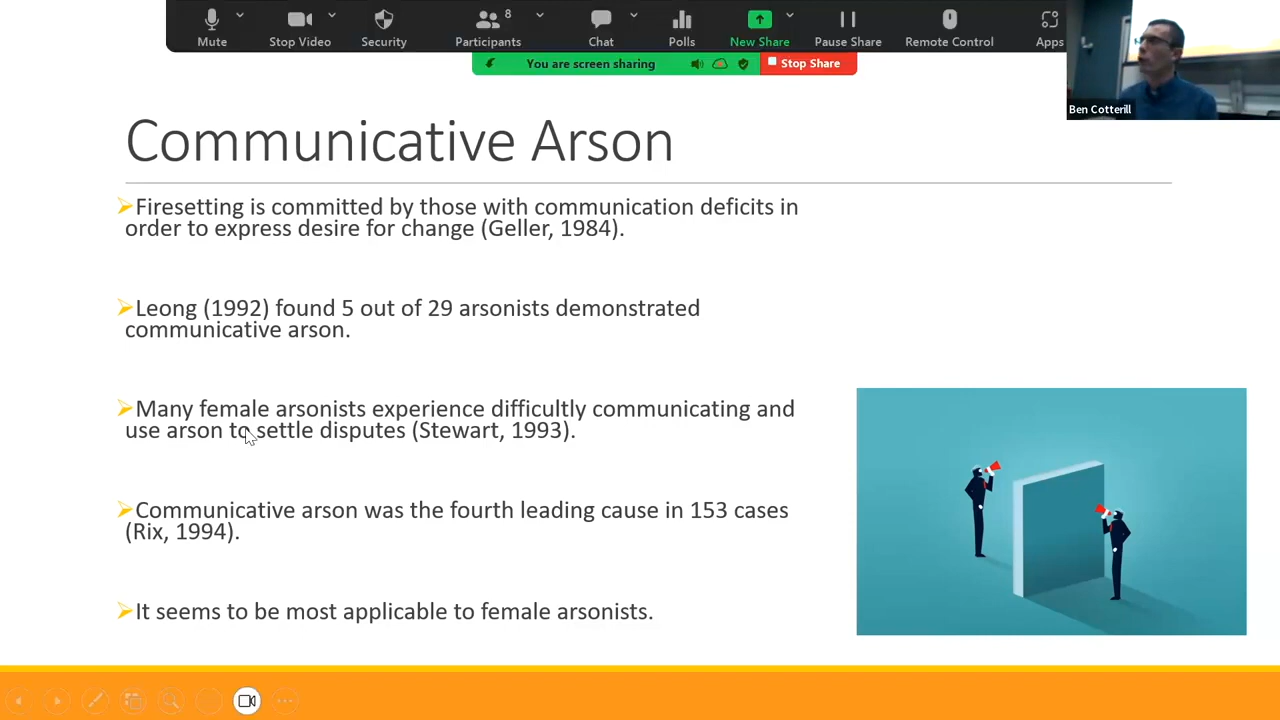 Mute
Stop Video
Security
Participants
8
Chat
Polls
New Share
Pause Share
Remote Control
Apps
You are screen sharing
Stop Share
Ben Cotterill
Communicative Arson
Firesetting is committed by those with communication deficits in
order to express desire for change (Geller, 1984).
Leong (1992) found 5 out of 29 arsonists demonstrated
communicative arson.
Many female arsonists experience difficultly communicating and
use arson to settle disputes (Stewart, 1993).
Communicative arson was the fourth leading cause in 153 cases
(Rix, 1994).
It seems to be most applicable to female arsonists.